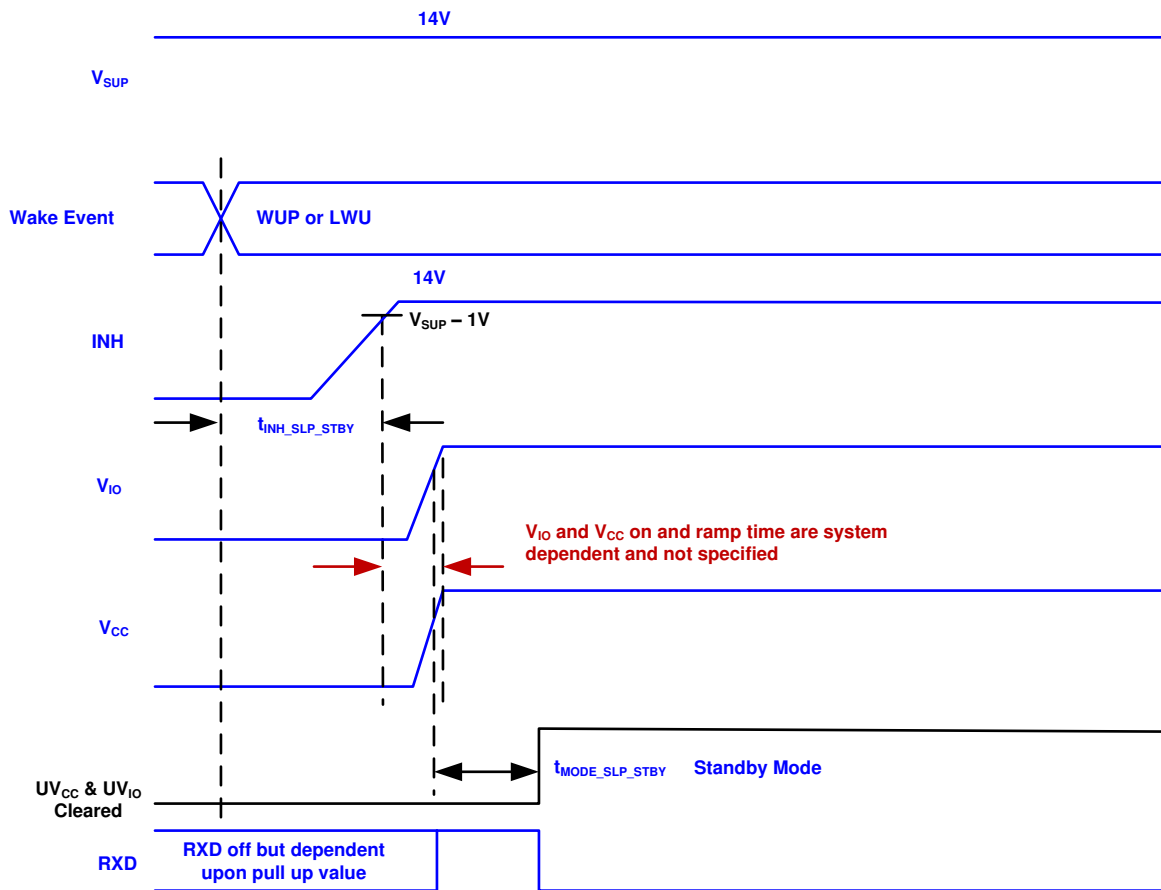 14V
VSUP
Wake Event
WUP or LWU
14V
VSUP – 1V
INH
tINH_SLP_STBY
VIO
VIO and VCC on and ramp time are system
dependent and not specified
VCC
tMODE_SLP_STBY Standby Mode
UVCC & UVIO
Cleared
RXD off but dependent
upon pull up value
RXD